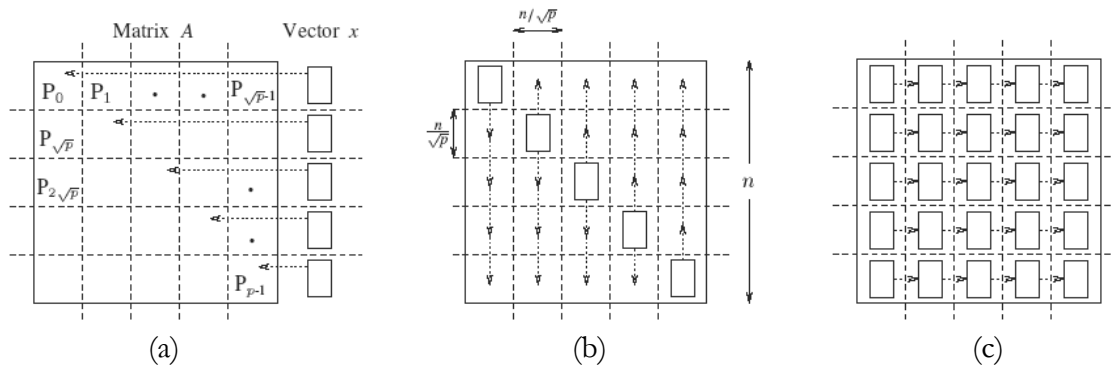 Matrix A
Vector x
P₀ P₁ P√p-1
P√p
P₂√p
Pp-1
(a)
n/√p
n/√p
n
(b)
(c)